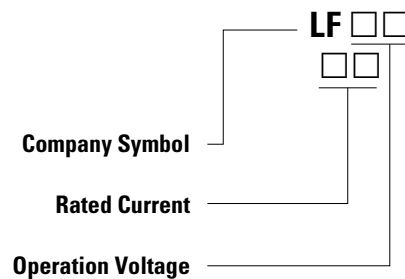 LF □□
□□
Company Symbol
Rated Current
Operation Voltage